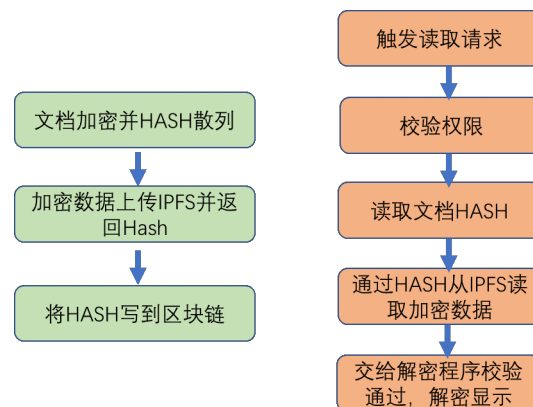 文档加密并HASH散列
加密数据上传IPFS并返
回Hash
将HASH写到区块链
触发读取请求
校验权限
读取文档HASH
通过HASH从IPFS读
取加密数据
交给解密程序校验
通过，解密显示